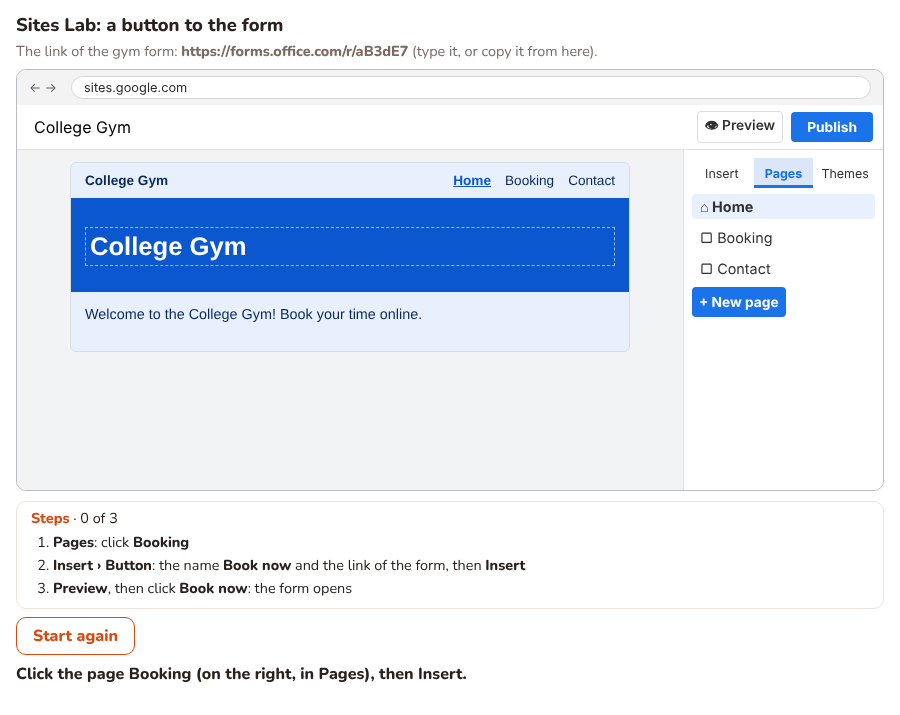 Sites Lab: a button to the form
The link of the gym form: https://forms.office.com/r/aB3dE7 (type it, or copy it from here).
← → sites.google.com
College Gym
Preview
Publish
College Gym
Home Booking Contact
College Gym
Welcome to the College Gym! Book your time online.
Insert Pages Themes
Home
Booking
Contact
+ New page
Steps · 0 of 3
1. Pages: click Booking
2. Insert › Button: the name Book now and the link of the form, then Insert
3. Preview, then click Book now: the form opens
Start again
Click the page Booking (on the right, in Pages), then Insert.